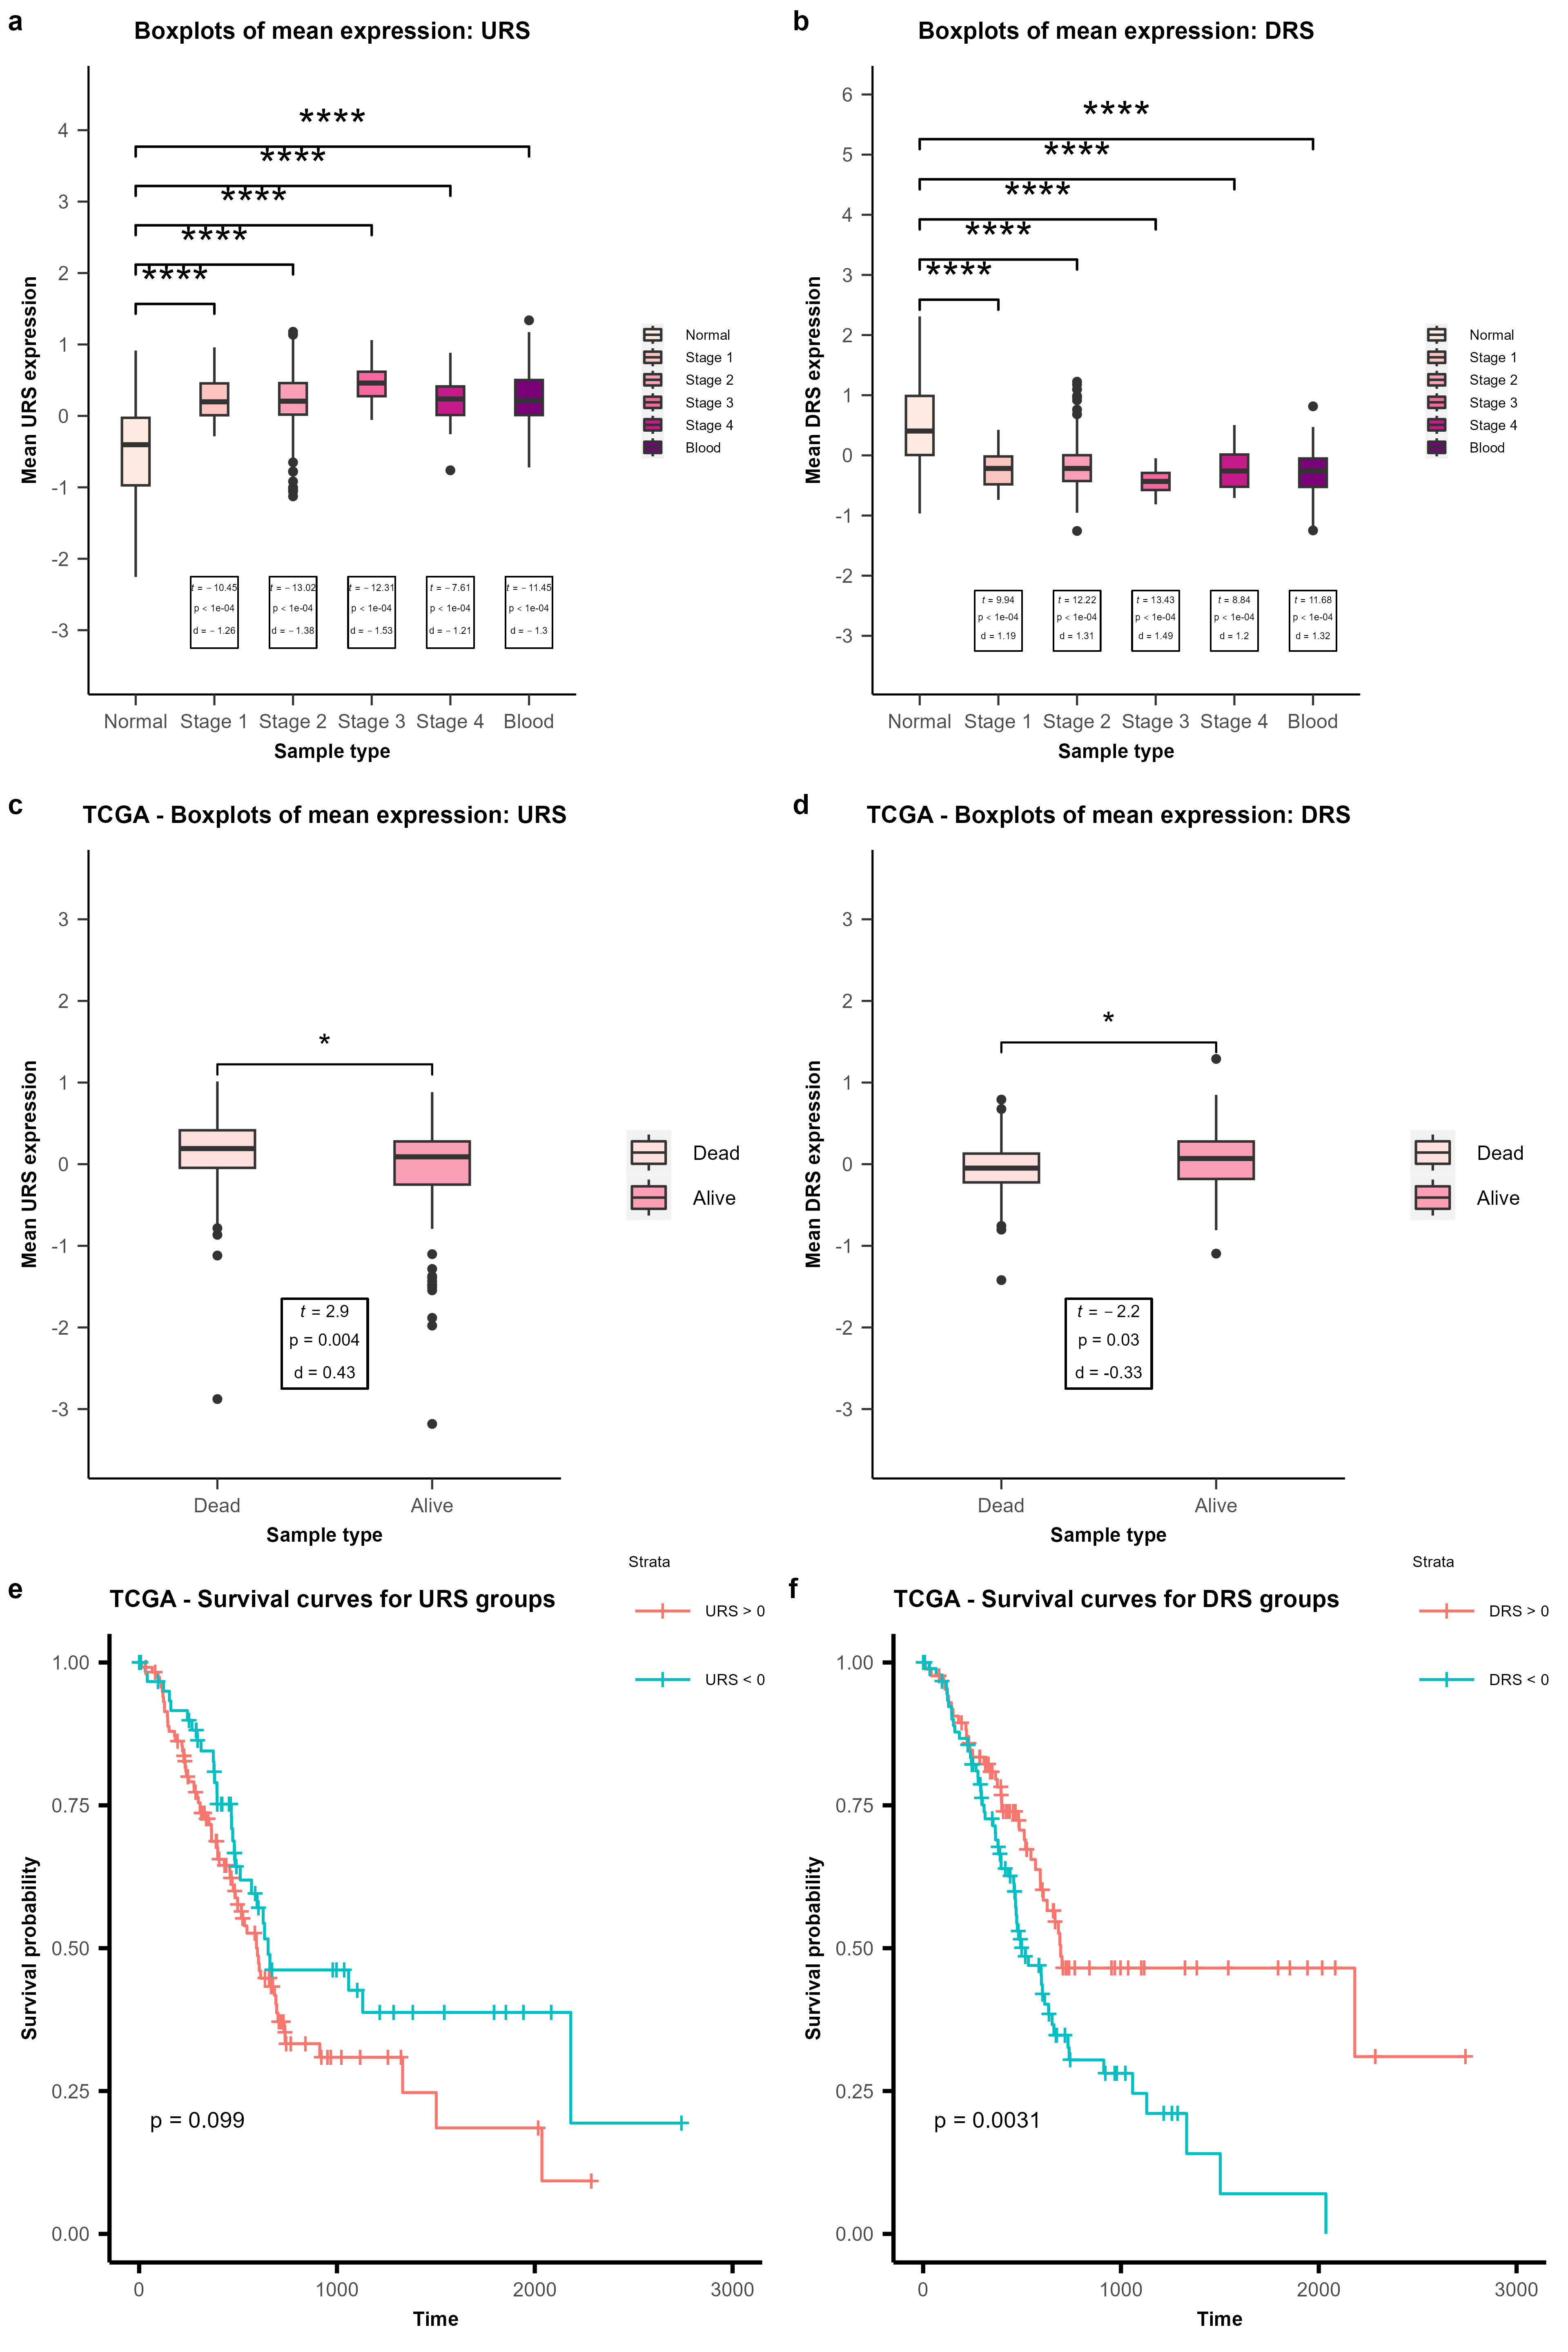 a
Boxplots of mean expression: URS
Mean URS expression
4
3
2
1
0
-1
-2
-3
****
****
****
****
****
t = − 10.45
p < 1e-04
d = − 1.26
t = − 13.02
p < 1e-04
d = − 1.38
t = − 12.31
p < 1e-04
d = − 1.53
t = − 7.61
p < 1e-04
d = − 1.21
t = − 11.45
p < 1e-04
d = − 1.3
Normal Stage 1 Stage 2 Stage 3 Stage 4 Blood
Sample type
Normal
Stage 1
Stage 2
Stage 3
Stage 4
Blood
b
Boxplots of mean expression: DRS
Mean DRS expression
6
5
4
3
2
1
0
-1
-2
-3
****
****
****
****
****
t = 9.94
p < 1e-04
d = 1.19
t = 12.22
p < 1e-04
d = 1.31
t = 13.43
p < 1e-04
d = 1.49
t = 8.84
p < 1e-04
d = 1.2
t = 11.68
p < 1e-04
d = 1.32
Normal Stage 1 Stage 2 Stage 3 Stage 4 Blood
Sample type
Normal
Stage 1
Stage 2
Stage 3
Stage 4
Blood
c
TCGA - Boxplots of mean expression: URS
Mean URS expression
3
2
1
0
-1
-2
-3
*
t = 2.9
p = 0.004
d = 0.43
Dead Alive
Sample type
Dead
Alive
d
TCGA - Boxplots of mean expression: DRS
Mean DRS expression
3
2
1
0
-1
-2
-3
*
t = − 2.2
p = 0.03
d = -0.33
Dead Alive
Sample type
Dead
Alive
e
TCGA - Survival curves for URS groups
Strata
URS > 0
URS < 0
Survival probability
1.00
0.75
0.50
0.25
0.00
p = 0.099
0 1000 2000 3000
Time
f
TCGA - Survival curves for DRS groups
Strata
DRS > 0
DRS < 0
Survival probability
1.00
0.75
0.50
0.25
0.00
p = 0.0031
0 1000 2000 3000
Time